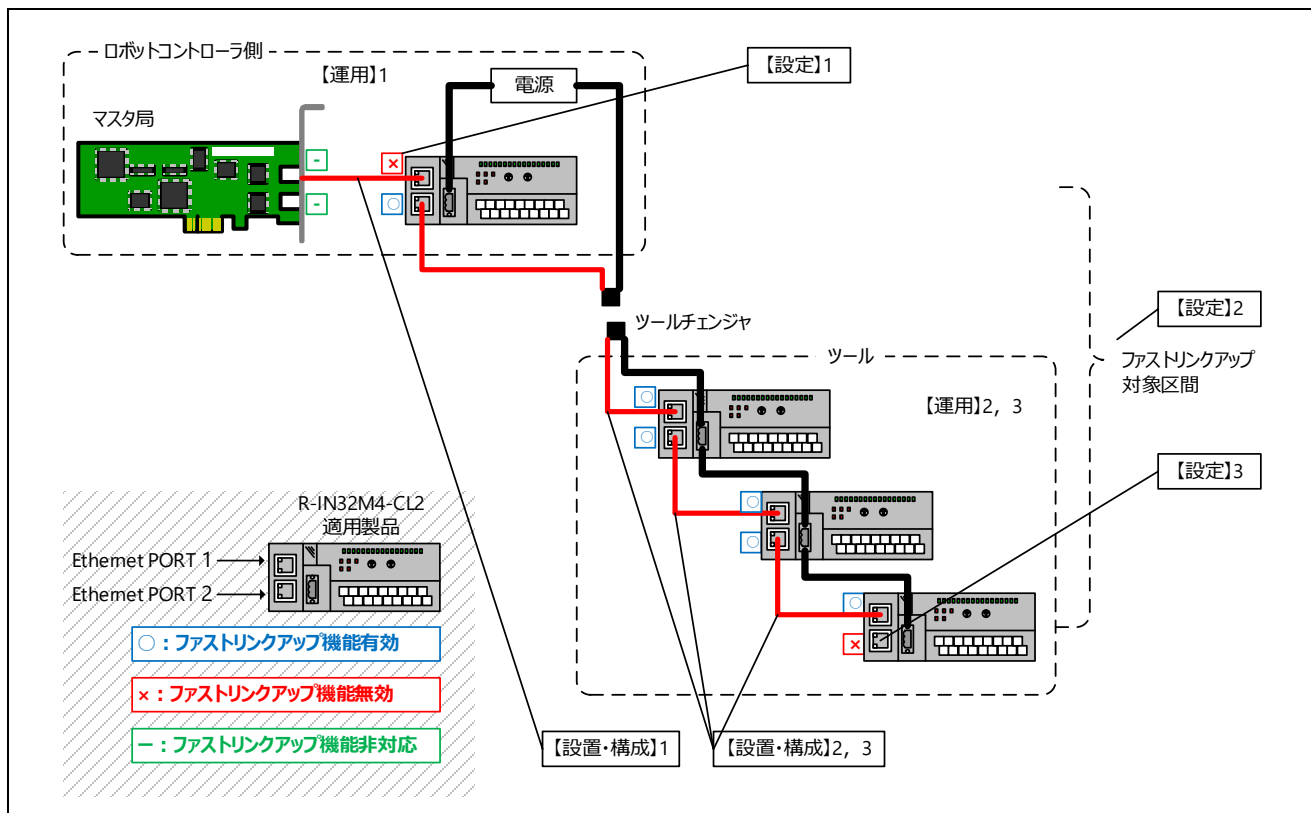 ロボットコントローラ側
【運用】1
電源
【設定】1
マスタ局
-
×
-
○
ツールチェンジャ
【設定】2
ファストリンクアップ
対象区間
ツール
○
○
【運用】2, 3
【設定】3
○
○
○
×
R-IN32M4-CL2
適用製品
Ethernet PORT 1
Ethernet PORT 2
○：ファストリンクアップ機能有効
×：ファストリンクアップ機能無効
－：ファストリンクアップ機能非対応
【設置・構成】1
【設置・構成】2, 3